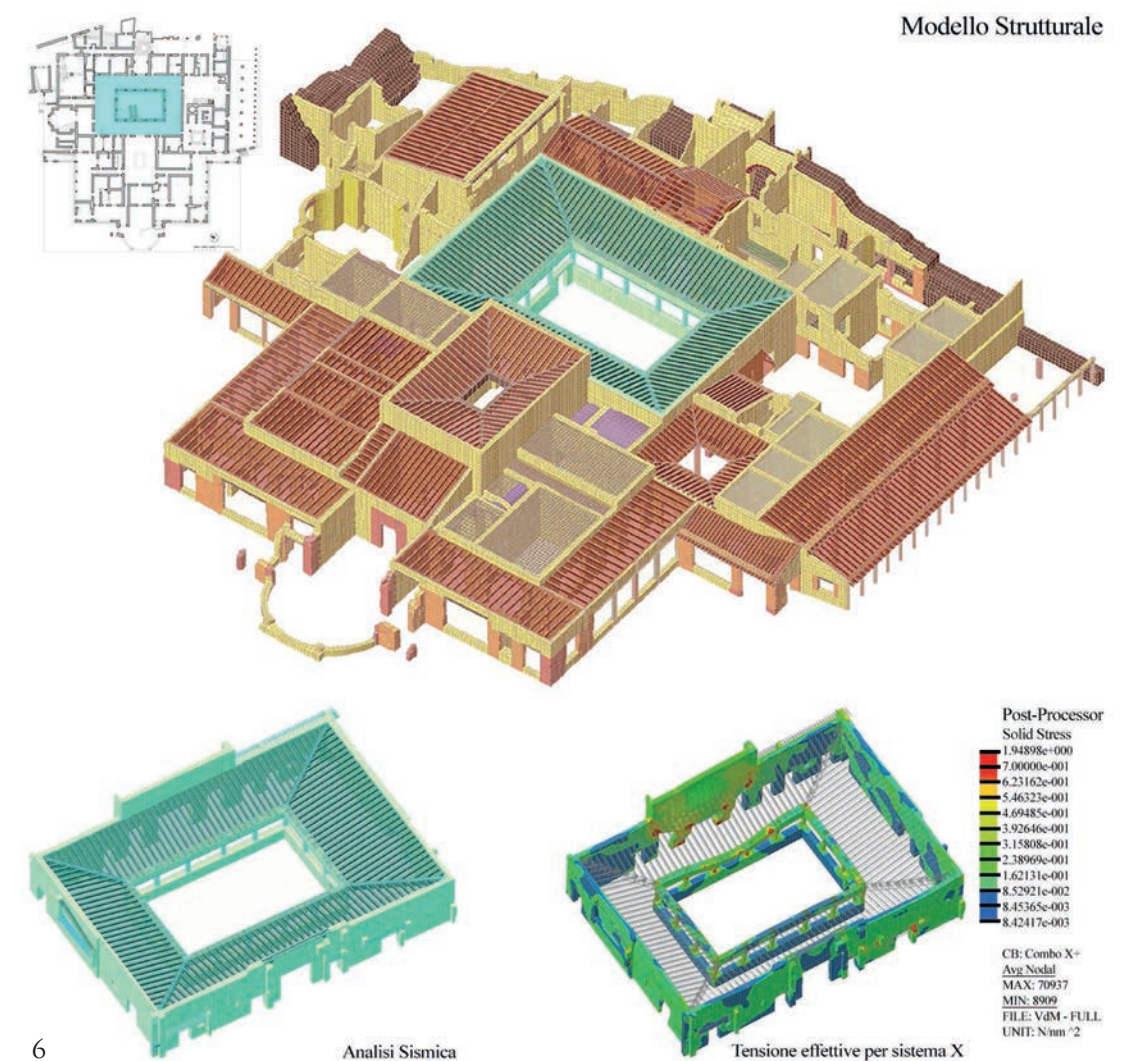 Modello Strutturale
Post-Processor
Solid Stress
1.94898e+000
7.00000e-001
6.23162e-001
5.46323e-001
4.69485e-001
3.92646e-001
3.15808e-001
2.38969e-001
1.62131e-001
8.52921e-002
8.45365e-003
8.42417e-003
CB: Combo X+
Avg Nodal
MAX: 70937
MIN: 8909
FILE: VdM - FULL
UNIT: N/nm ^2
6
Analisi Sismica
Tensione effettive per sistema X